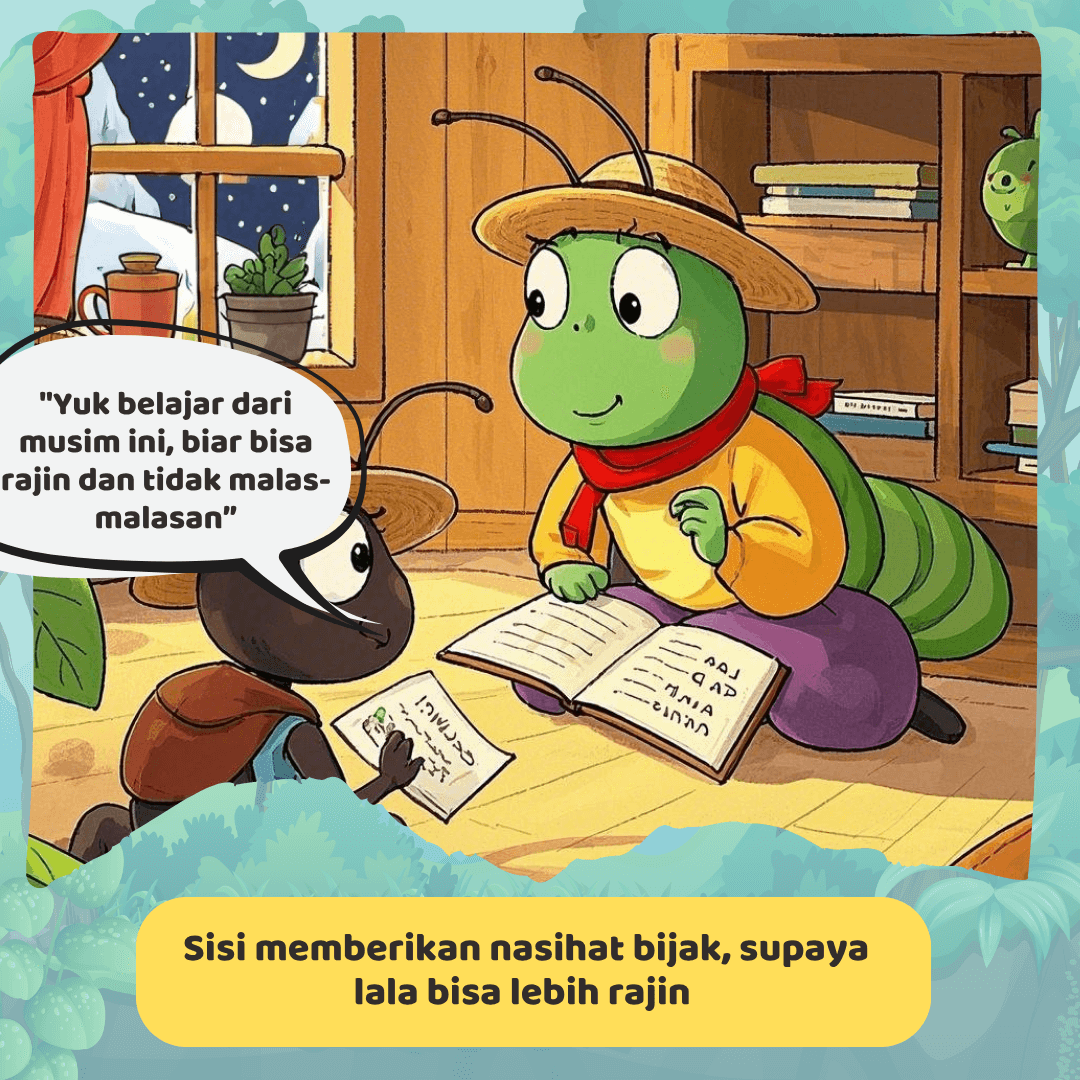 "Yuk belajar dari
musim ini, biar bisa
rajin dan tidak malas-
malasan”
Sisi memberikan nasihat bijak, supaya
lala bisa lebih rajin